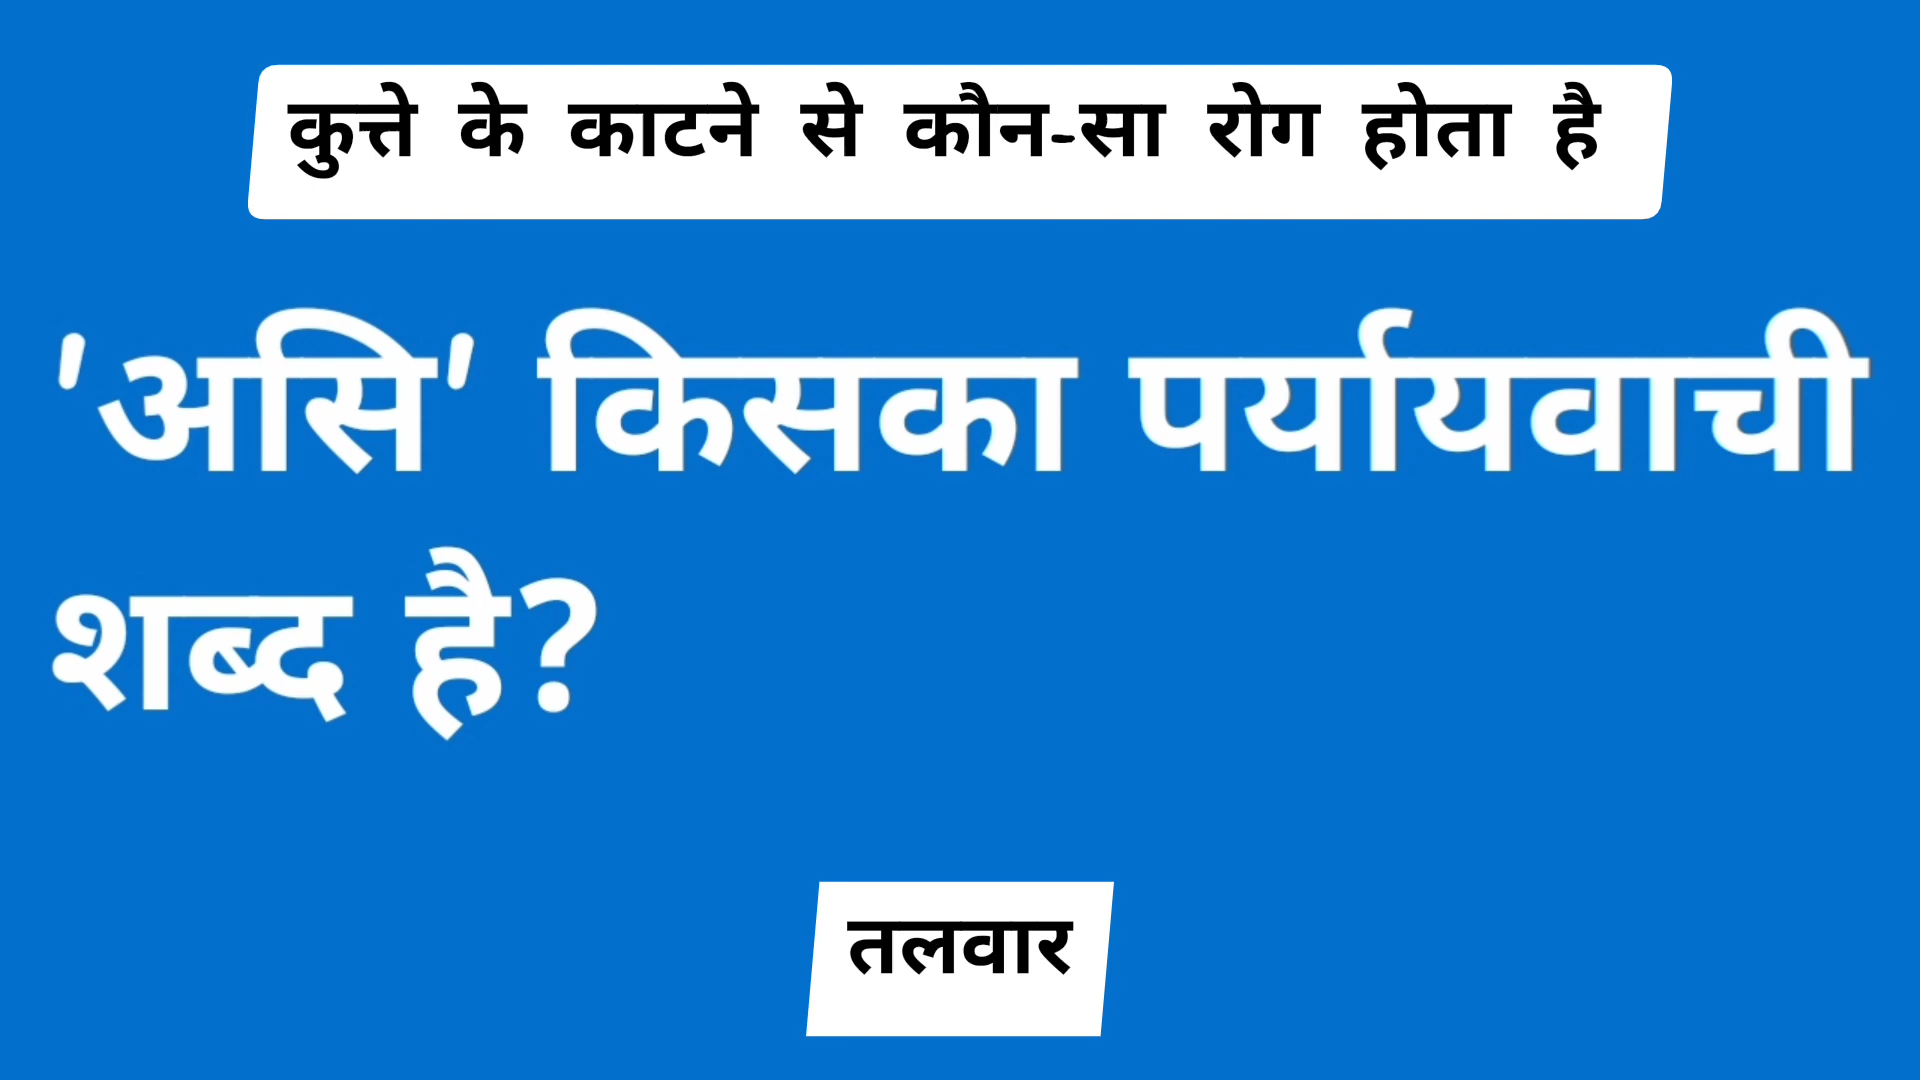 कुत्ते के काटने से कौन-सा रोग होता है
'असि' किसका पर्यायवाची
शब्द है?
तलवार